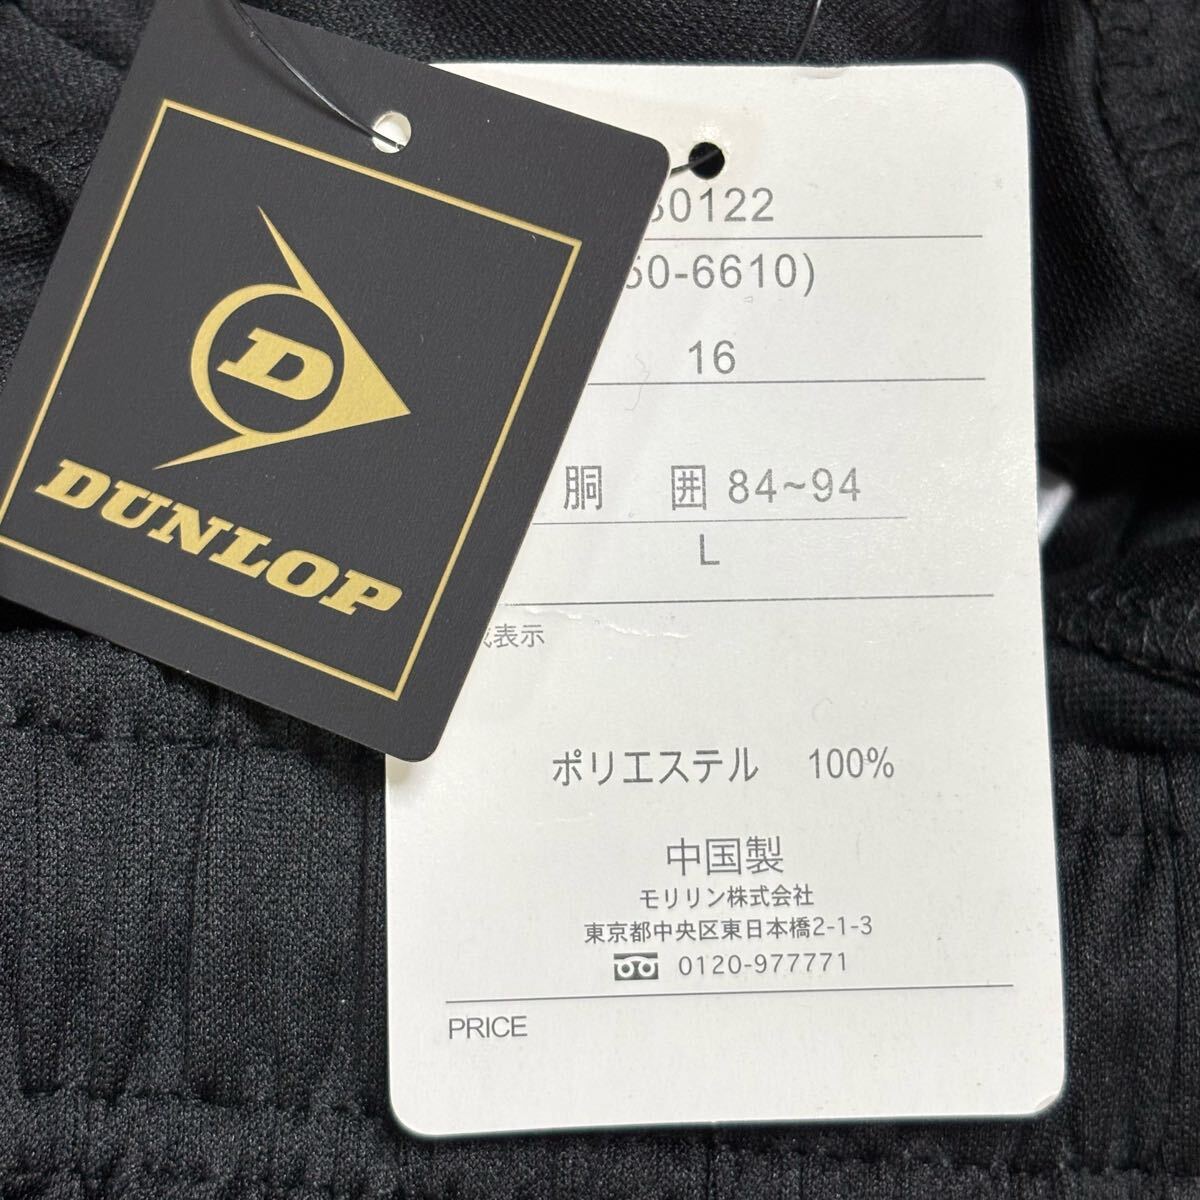 D
DUNLOP
30122
50-6610)
16
胴 囲 84~94
L
表示
ポリエステル 100%
中国製
モリリン株式会社
東京都中央区東日本橋2-1-3
0120-977771
PRICE